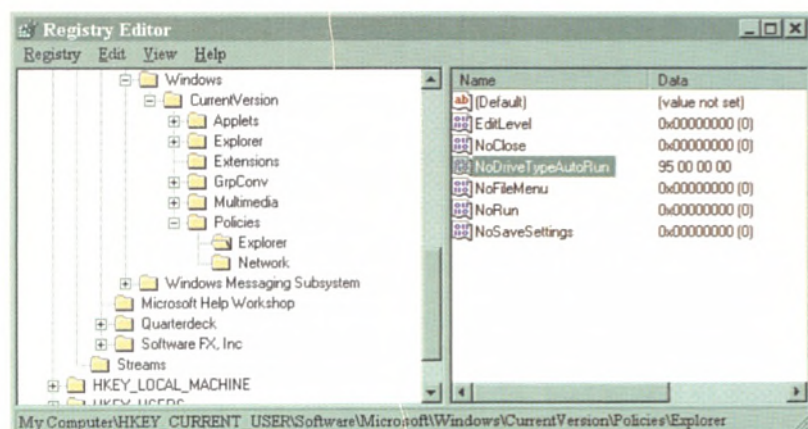 Registry Editor
Registry Edit View Help
Windows
CurrentVersion
Applets
Explorer
Extensions
GrpConv
Multimedia
Policies
Explorer
Network
Windows Messaging Subsystem
Microsoft Help Workshop
Quarterdeck
Software FX, Inc
Streams
HKEY_LOCAL_MACHINE
HKEY_USERS
Name Data
ab (Default) (value not set)
EditLevel 0x00000000 (0)
NoClose 0x00000000 (0)
NoDriveTypeAutoRun 95 00 00 00
NoFileMenu 0x00000000 (0)
NoRun 0x00000000 (0)
NoSaveSettings 0x00000000 (0)
My Computer\HKEY_CURRENT_USER\Software\Microsoft\Windows\CurrentVersion\Policies\Explorer